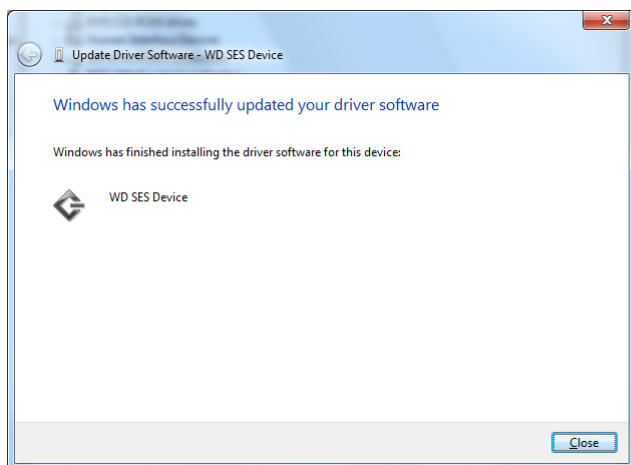 Update Driver Software - WD SES Device
Windows has successfully updated your driver software
Windows has finished installing the driver software for this device:
WD SES Device
Close